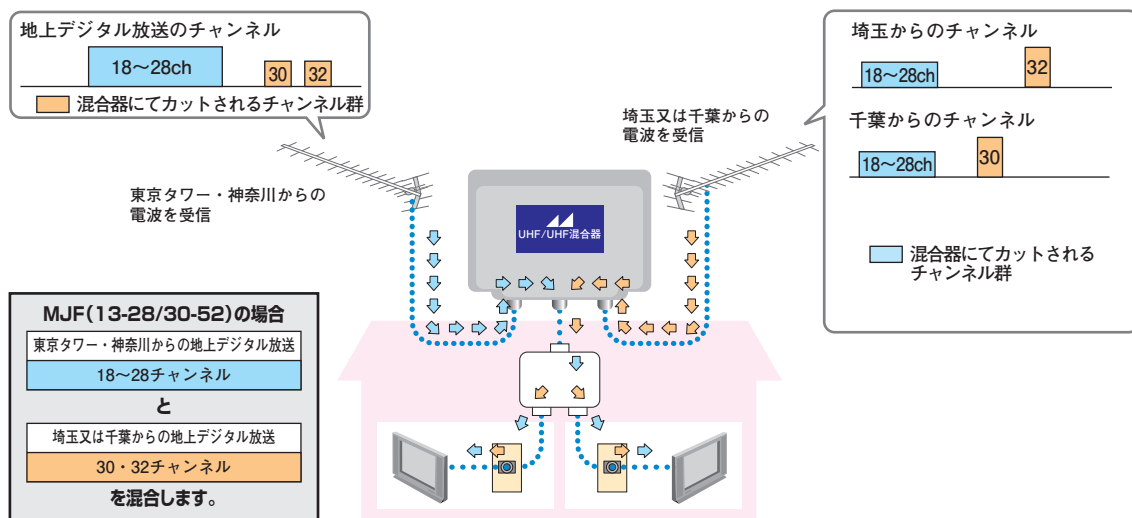 地上デジタル放送のチャンネル
18〜28ch
30
32
混合器にてカットされるチャンネル群
東京タワー・神奈川からの
電波を受信
UHF/UHF混合器
埼玉又は千葉からの
電波を受信
埼玉からのチャンネル
18〜28ch
32
千葉からのチャンネル
18〜28ch
30
混合器にてカットされる
チャンネル群
MJF(13-28/30-52)の場合
東京タワー・神奈川からの地上デジタル放送
18〜28チャンネル
と
埼玉又は千葉からの地上デジタル放送
30・32チャンネル
を混合します。